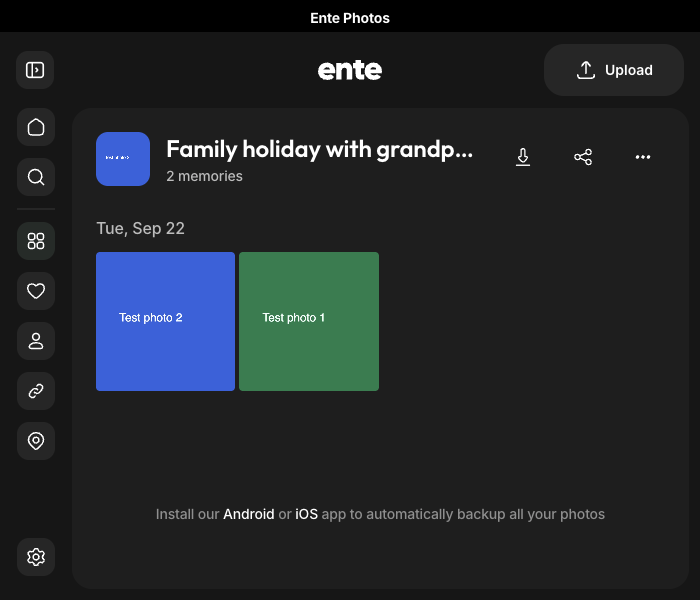 Ente Photos
ente
Upload
Family holiday with grandp...
2 memories
Tue, Sep 22
Test photo 2
Test photo 1
Install our Android or iOS app to automatically backup all your photos